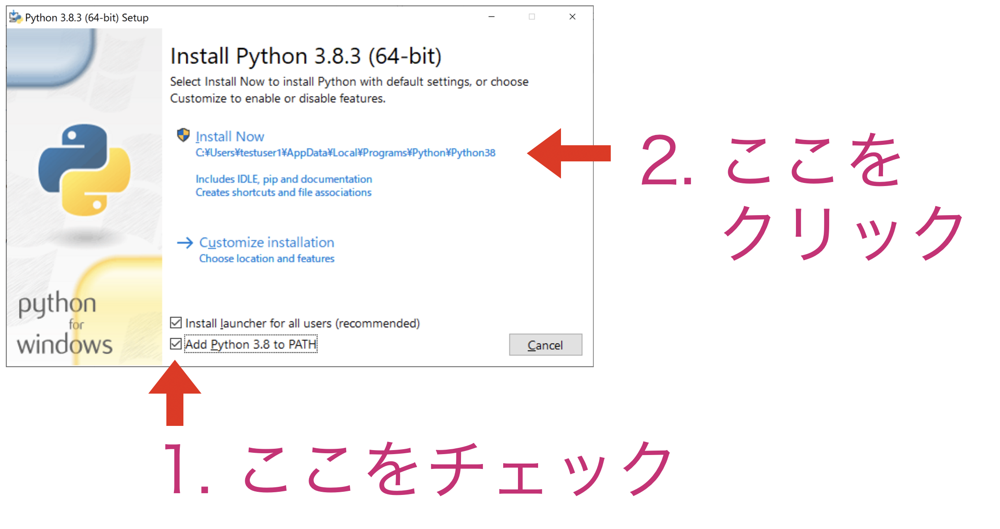 Python 3.8.3 (64-bit) Setup
Install Python 3.8.3 (64-bit)
Select Install Now to install Python with default settings, or choose
Customize to enable or disable features.
Install Now
C:¥Users¥testuser1¥AppData¥Local¥Programs¥Python¥Python38
Includes IDLE, pip and documentation
Creates shortcuts and file associations
2. ここを
クリック
Customize installation
Choose location and features
python
for
windows
Install launcher for all users (recommended)
Add Python 3.8 to PATH
Cancel
1. ここをチェック